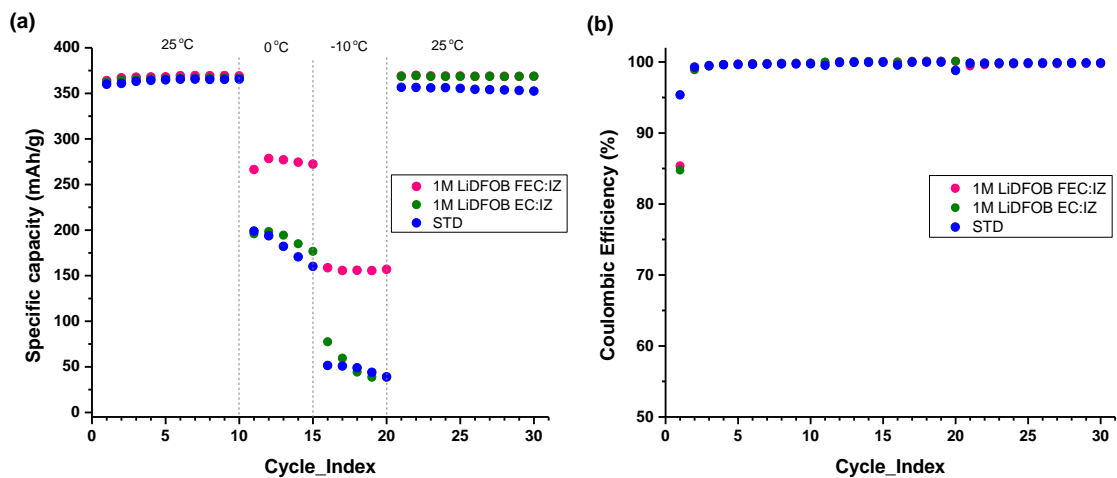 (a)
25°C
0°C
-10°C
25°C
400
350
300
250
200
150
100
50
0
Specific capacity (mAh/g)
1M LiDFOB FEC:IZ
1M LiDFOB EC:IZ
STD
0
5
10
15
20
25
30
Cycle_Index
(b)
100
90
80
70
60
50
Coulombic Efficiency (%)
1M LiDFOB FEC:IZ
1M LiDFOB EC:IZ
STD
0
5
10
15
20
25
30
Cycle_Index